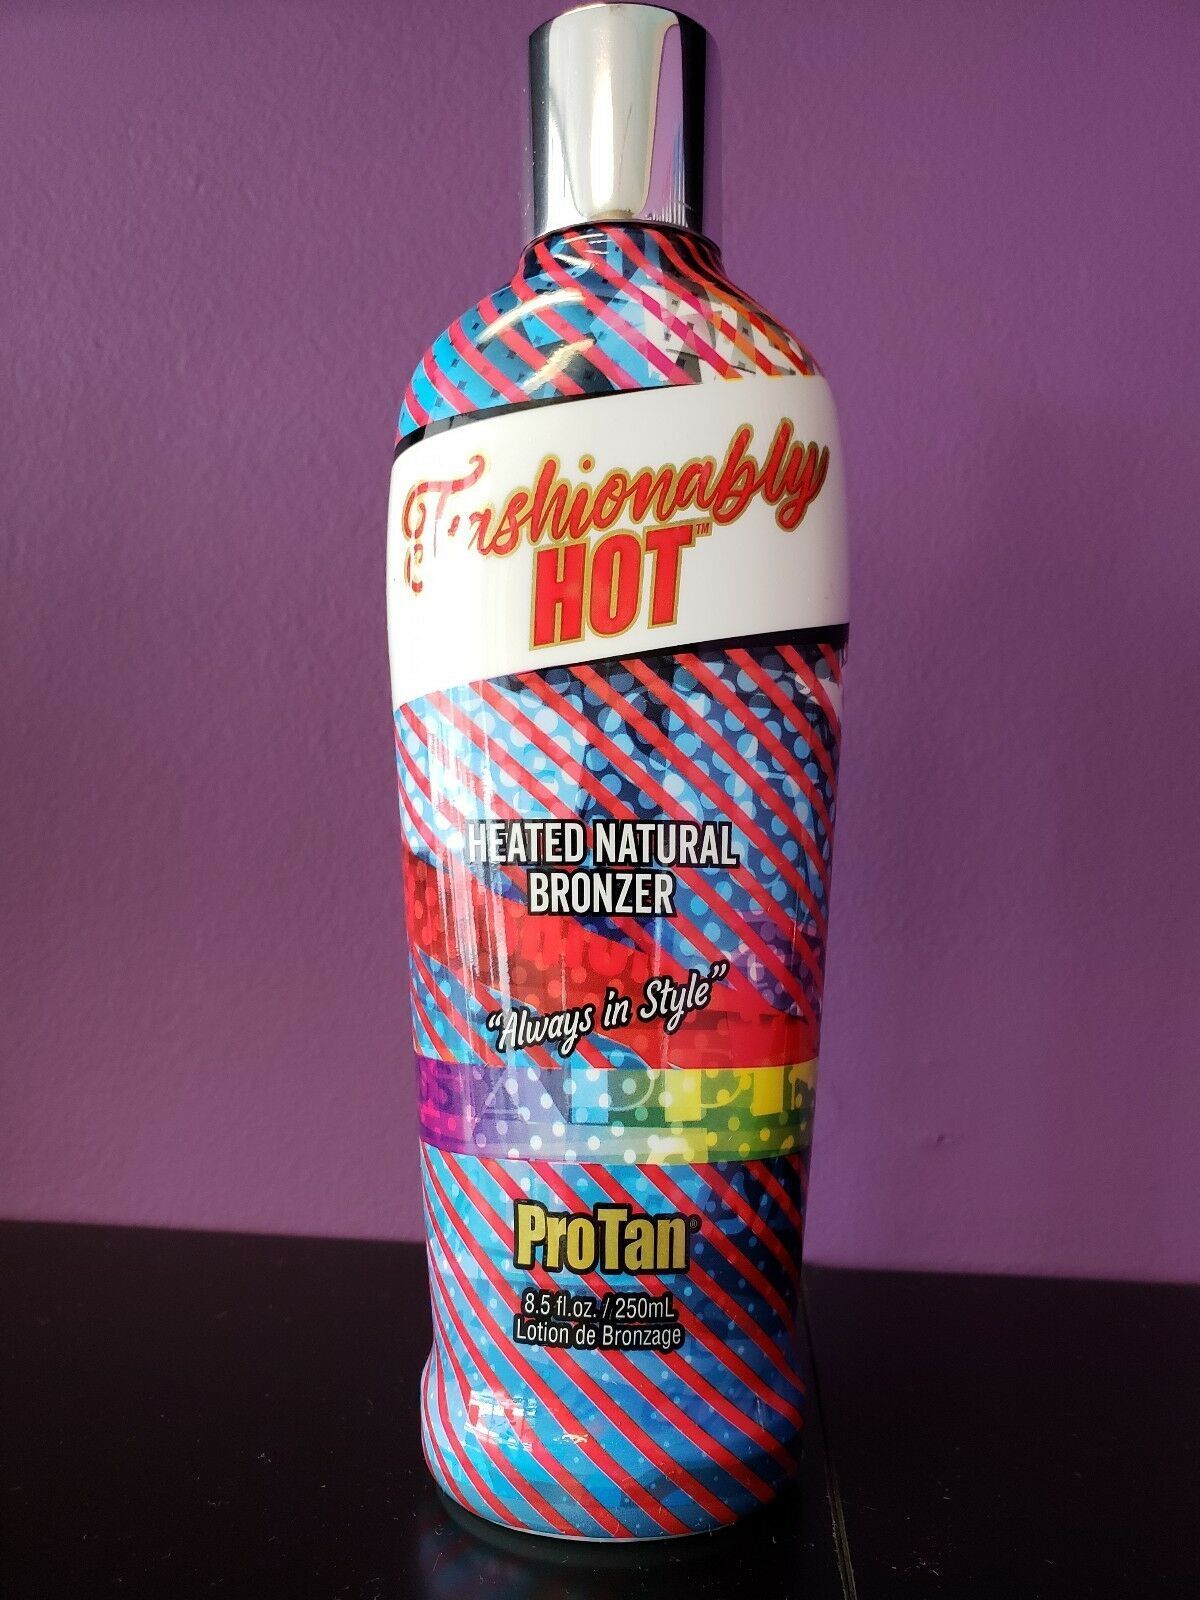 Fashionably
HOT™
HEATED NATURAL
BRONZER
"Always in Style"
ProTan®
8.5 fl.oz. / 250mL
Lotion de Bronzage